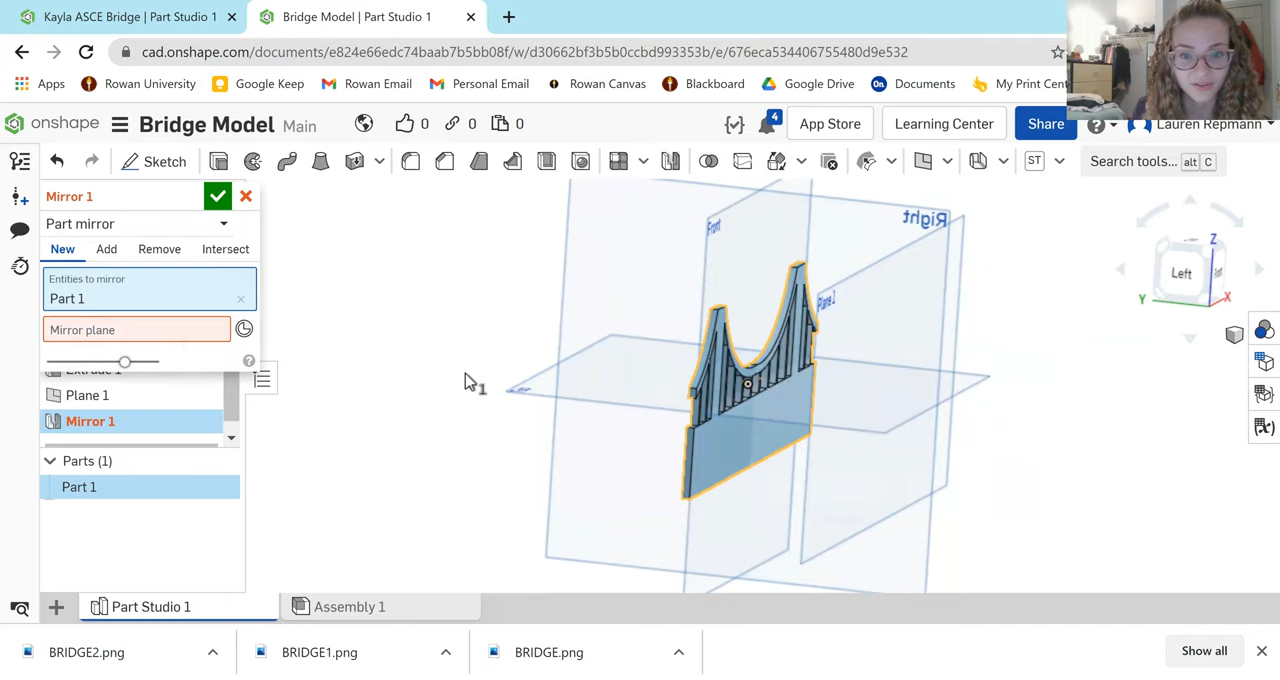 Kayla ASCE Bridge | Part Studio 1
Bridge Model | Part Studio 1
cad.onshape.com/documents/e824e66edc74baab7b5bb08f/w/d30662bf3b5b0ccbd993353b/e/676eca534406755480d9e532
Apps Rowan University Google Keep Rowan Email Personal Email Rowan Canvas Blackboard Google Drive On Documents My Print Cent
onshape Bridge Model Main 0 0 0 4 App Store Learning Center Share Lauren Repmann
Sketch ST Search tools... alt C
Mirror 1
Part mirror
New Add Remove Intersect
Entities to mirror
Part 1
Mirror plane
Plane 1
Mirror 1
Parts (1)
Part 1
Front
Right
Left
Z
Y
X
Part Studio 1 Assembly 1
BRIDGE2.png BRIDGE1.png BRIDGE.png Show all